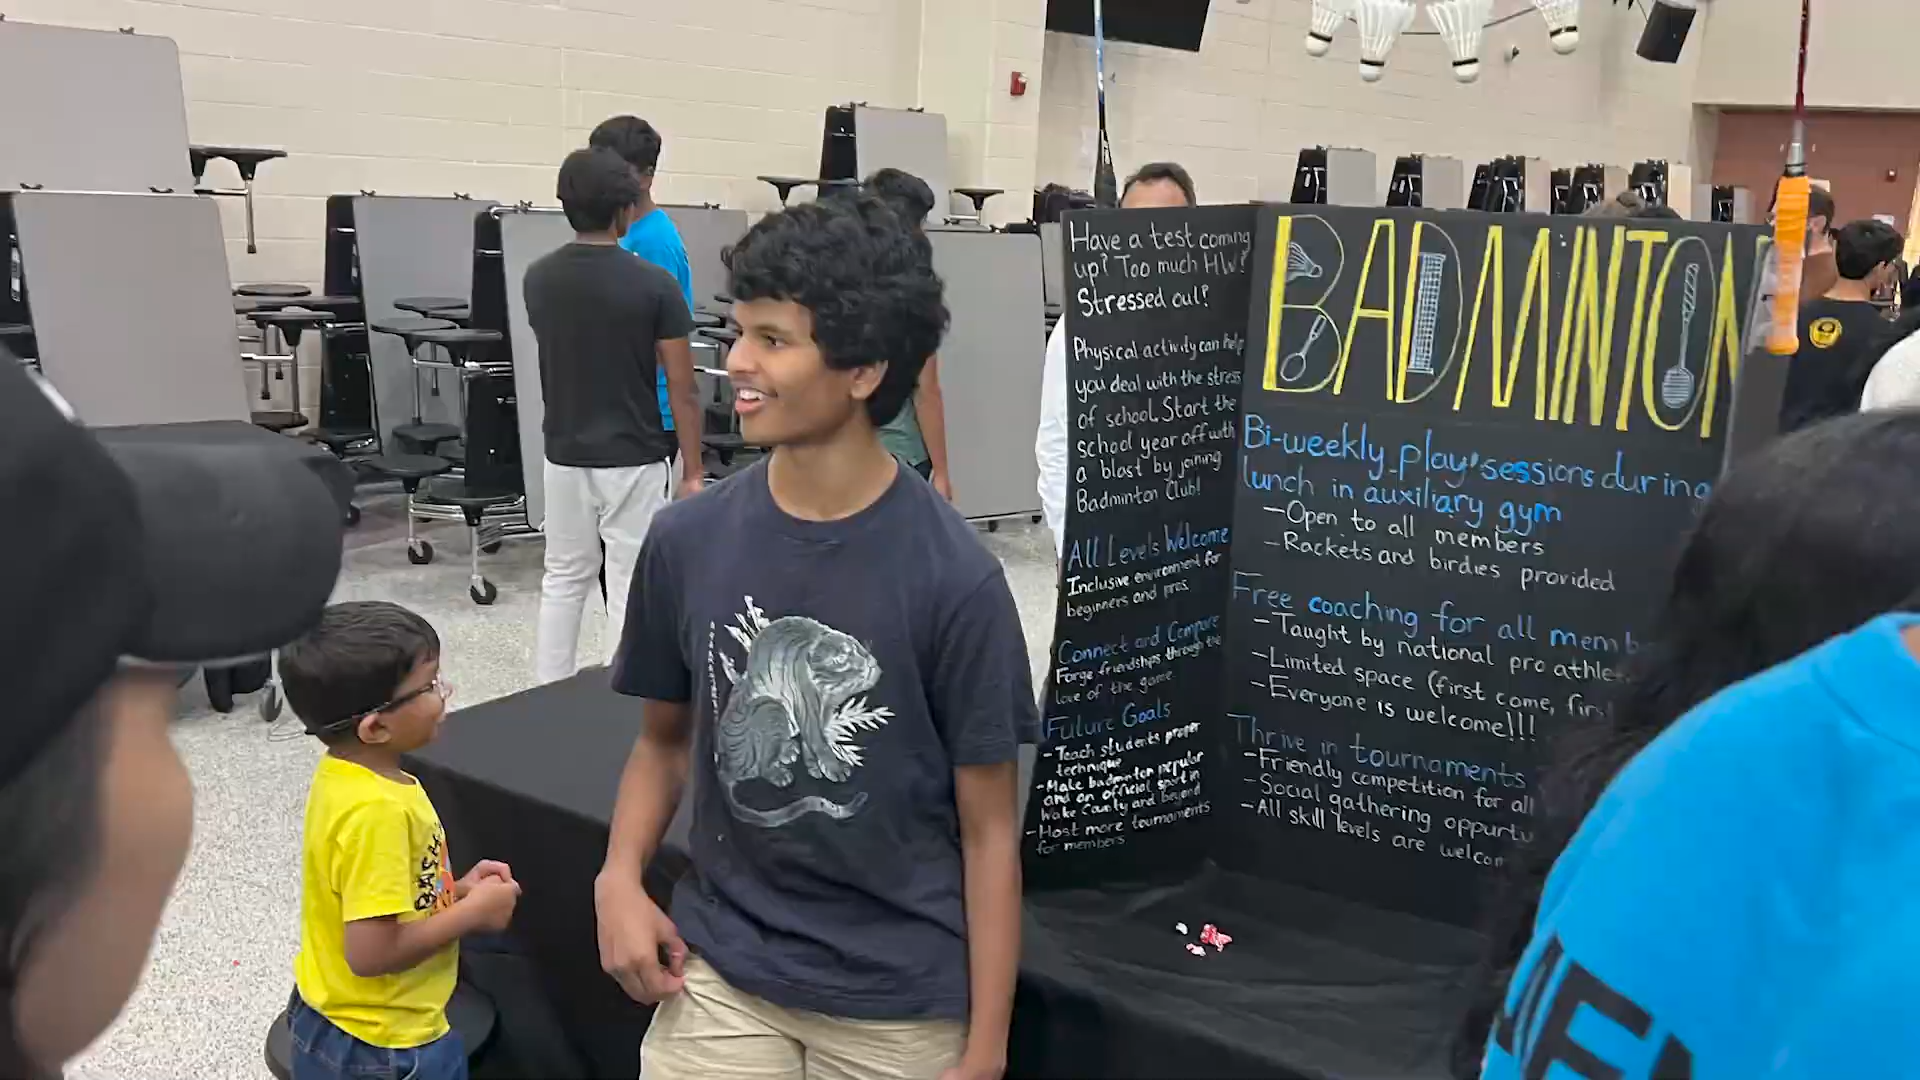 Have a test coming
up? Too much HW?
Stressed out?
Physical activity can help
you deal with the stress
of school. Start the
school year off with
a blast by joining
Badminton Club!
All Levels Welcome
Inclusive environment for
beginners and pros.
Connect and Compete
Forge friendships through the
love of the game
Future Goals
- Teach students proper
technique
- Make badminton popular
and an official sport in
Wake County and beyond
- Host more tournaments
for members
BADMINTON
Bi-weekly play sessions during
lunch in auxiliary gym
- Open to all members
- Rackets and birdies provided
Free coaching for all memb
- Taught by national pro athlet
- Limited space (first come, first
- Everyone is welcome!!!
Thrive in tournaments
- Friendly competition for all
- Social gathering oppurtu
- All skill levels are welcom